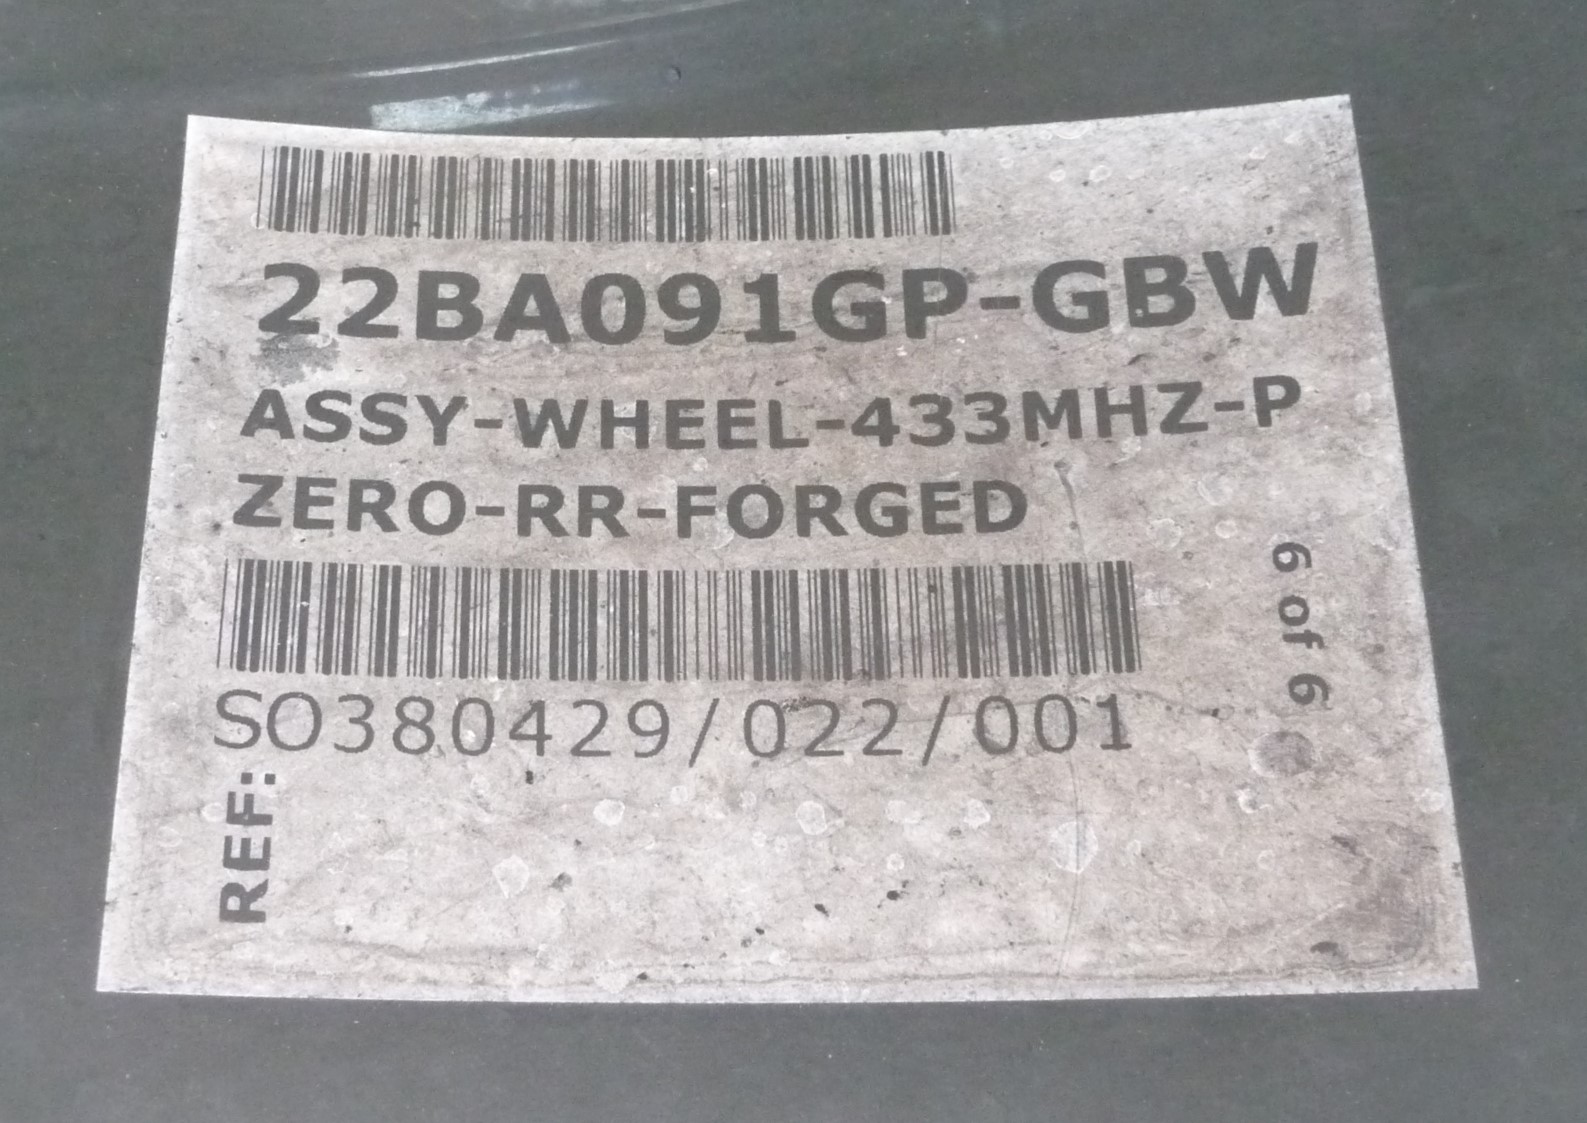 22BA091GP-GBW
ASSY-WHEEL-433MHZ-P
ZERO-RR-FORGED
6 of 6
SO380429/022/001
REF: